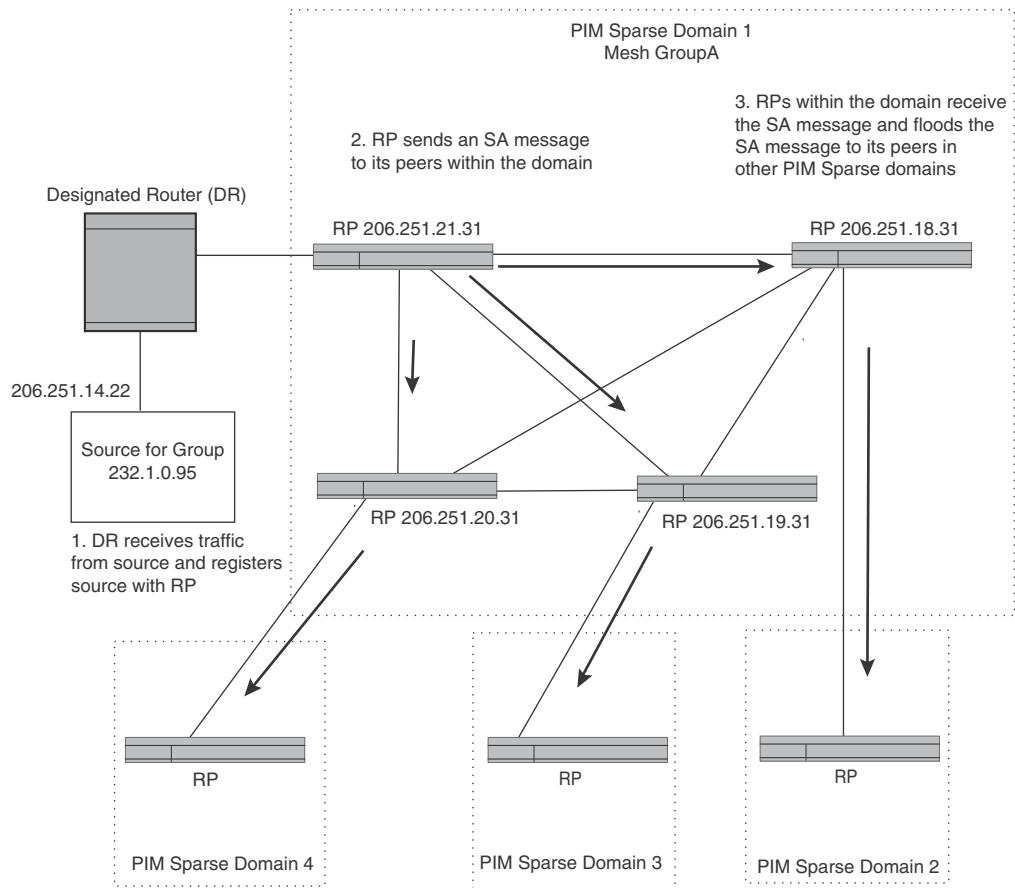 PIM Sparse Domain 1
Mesh GroupA
3. RPs within the domain receive
the SA message and floods the
SA message to its peers in
other PIM Sparse domains
2. RP sends an SA message
to its peers within the domain
Designated Router (DR)
RP 206.251.21.31
RP 206.251.18.31
206.251.14.22
Source for Group
232.1.0.95
RP 206.251.20.31
RP 206.251.19.31
1. DR receives traffic
from source and registers
source with RP
RP
RP
RP
PIM Sparse Domain 4
PIM Sparse Domain 3
PIM Sparse Domain 2